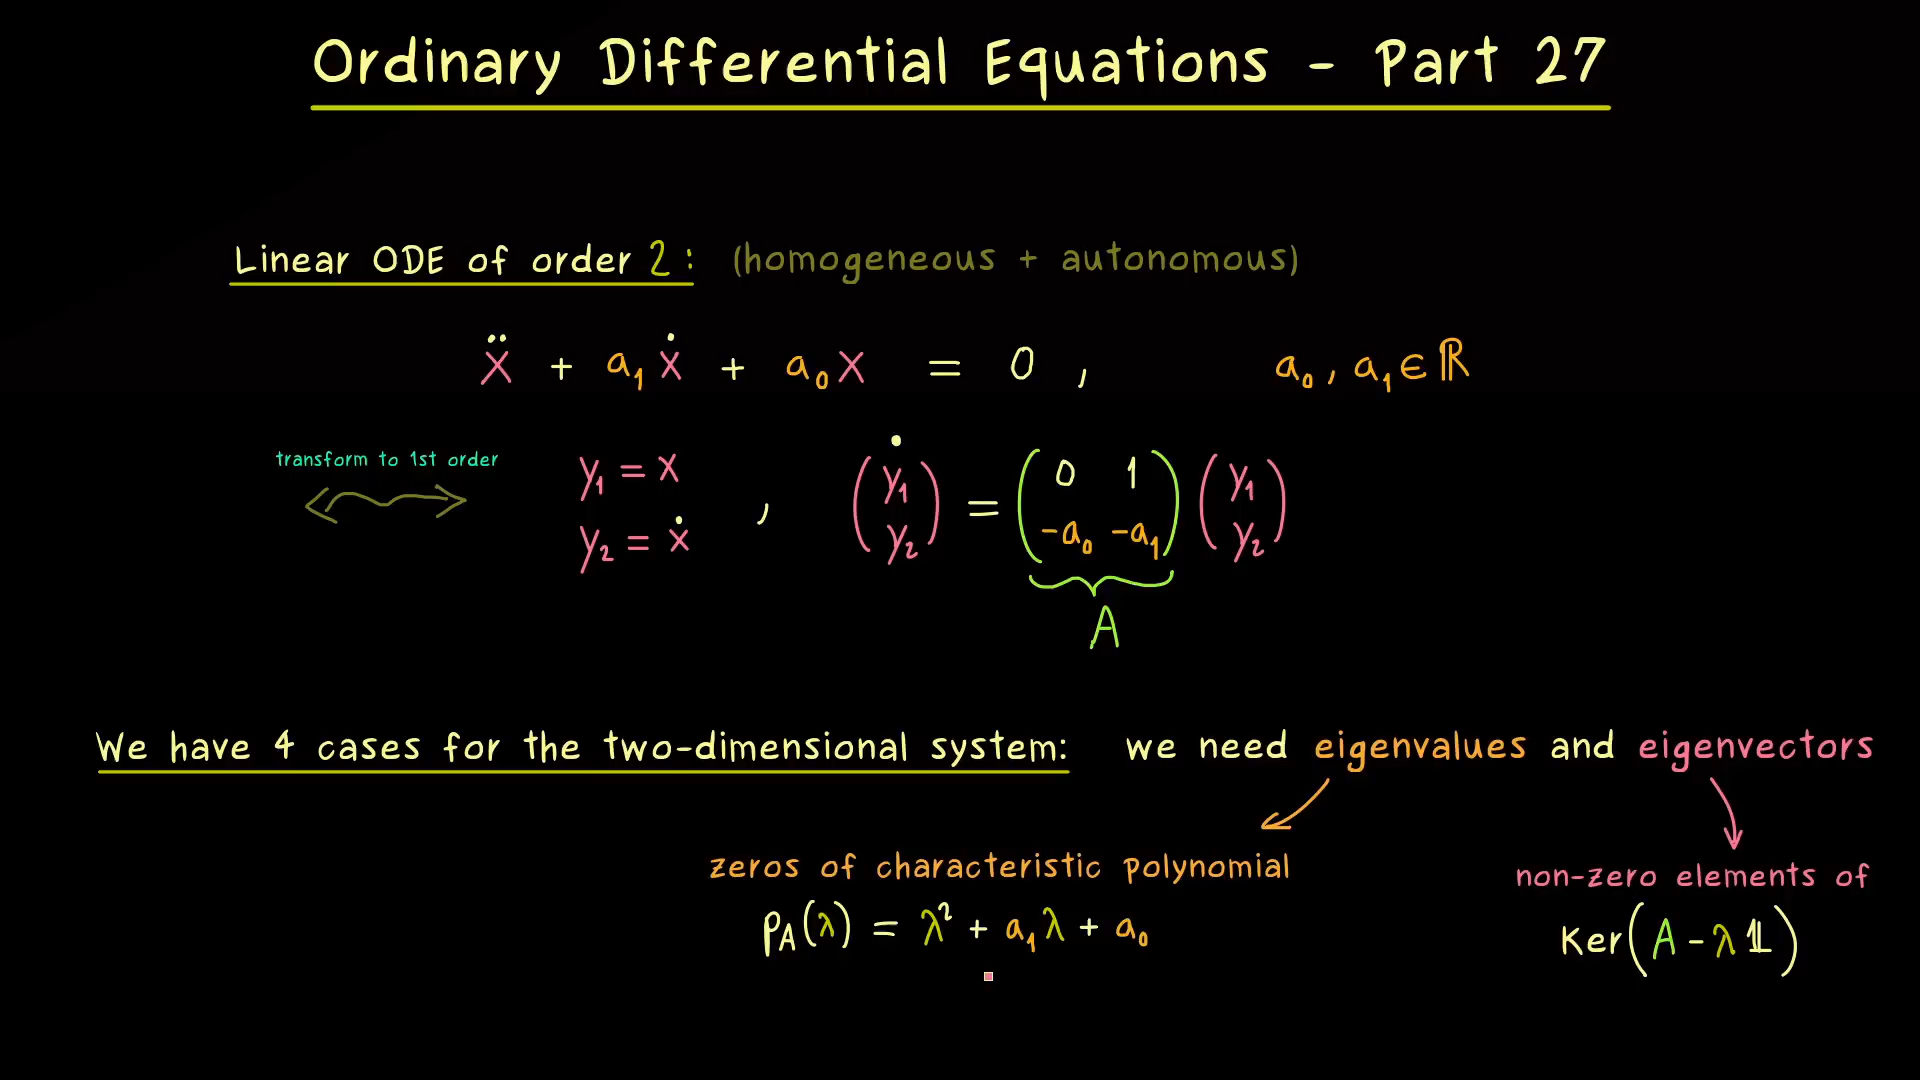 Ordinary Differential Equations - Part 27
Linear ODE of order 2: (homogeneous + autonomous)
ẍ + a₁ẋ + a₀x = 0 , a₀, a₁ ∈ ℝ
transform to 1st order
y₁ = x
y₂ = ẋ
,
(y₁ y₂)˙ = (0 1 -a₀ -a₁) (y₁ y₂)
A
We have 4 cases for the two-dimensional system: we need eigenvalues and eigenvectors
zeros of characteristic polynomial
p_A(λ) = λ² + a₁λ + a₀
non-zero elements of
Ker(A - λ𝟙)